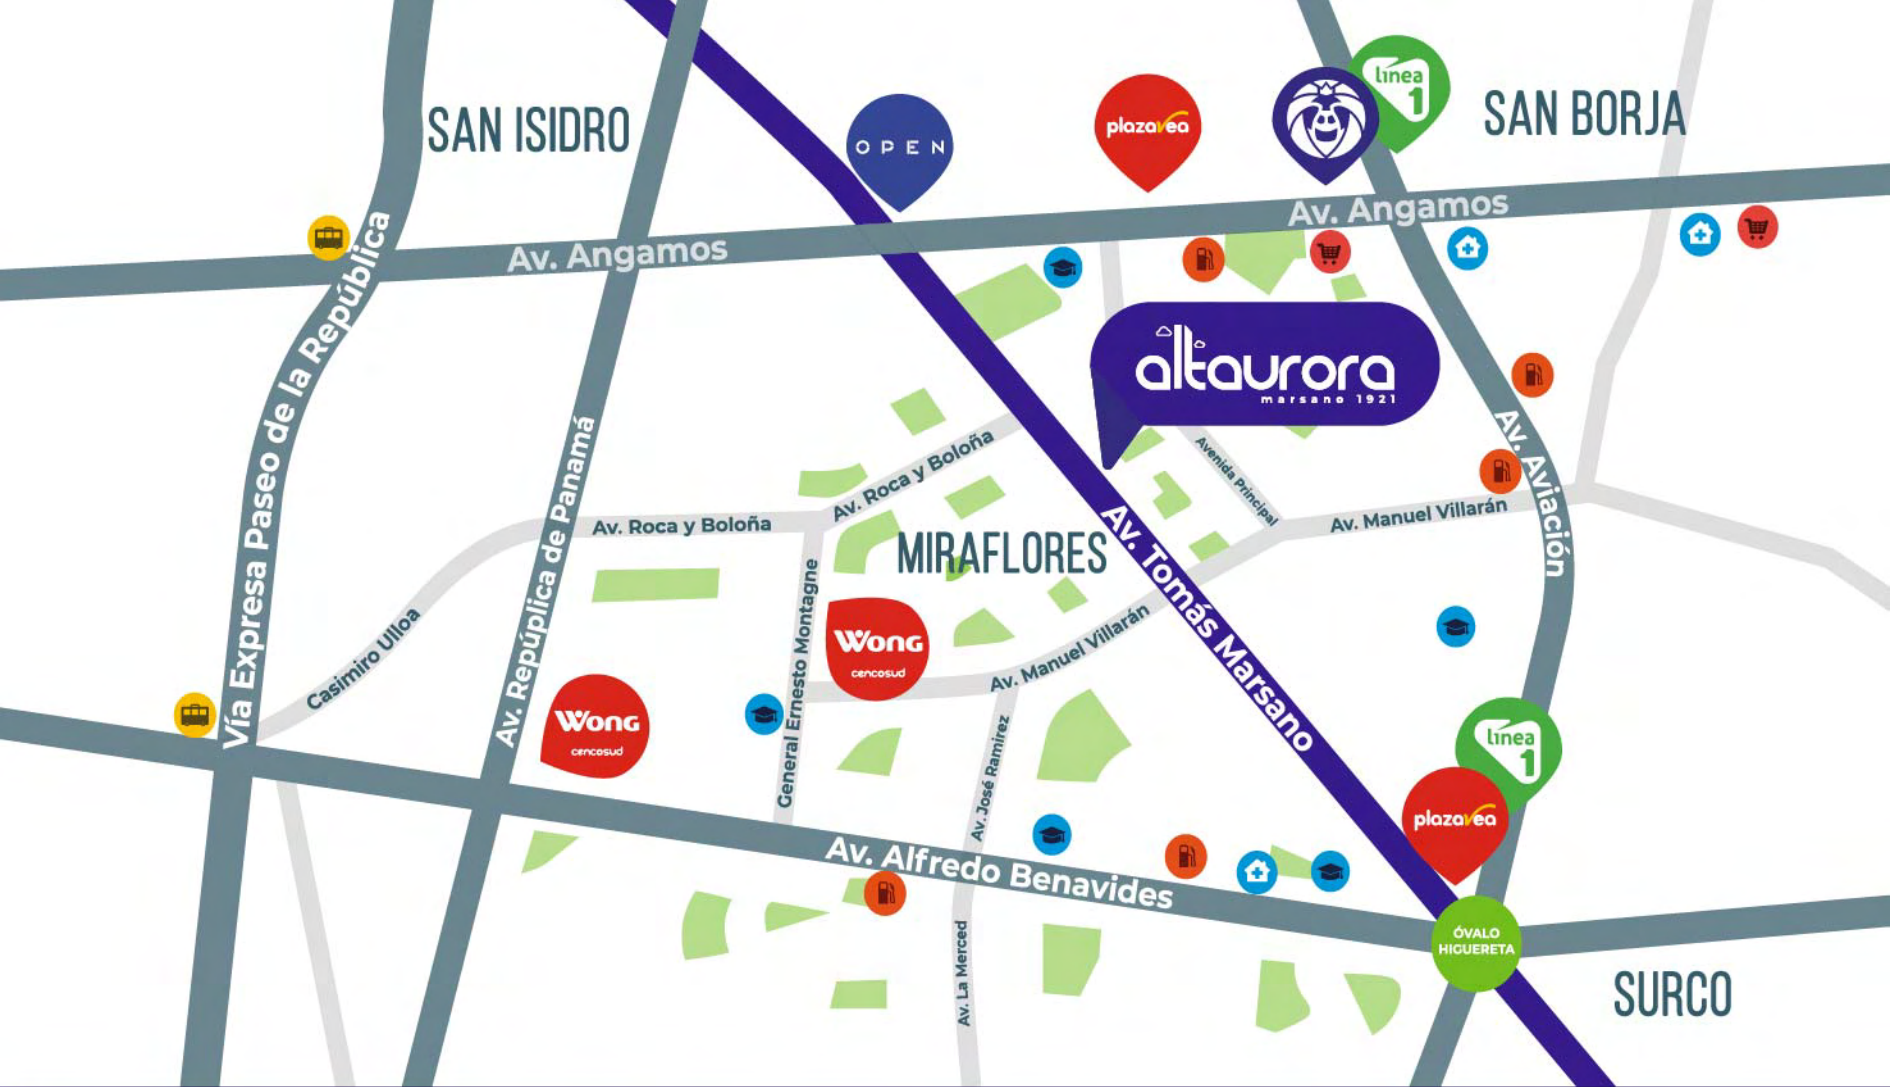 línea
1
SAN ISIDRO
SAN BORJA
plazavea
OPEN
Av. Angamos
Av. Angamos
Vía Expresa Paseo de la República
altaurora
marsano 1921
Av. Roca y Boloña
Avenida Principal
Av. Aviación
Av. Roca y Boloña
Av. Manuel Villarán
Av. Repúplica de Panamá
MIRAFLORES
Av. Tomás Marsano
General Ernesto Montagne
Casimiro Ulloa
Wong
cencosud
Av. Manuel Villarán
Wong
cencosud
Av. José Ramirez
línea
1
plazavea
Av. Alfredo Benavides
ÓVALO
HIGUERETA
Av. La Merced
SURCO